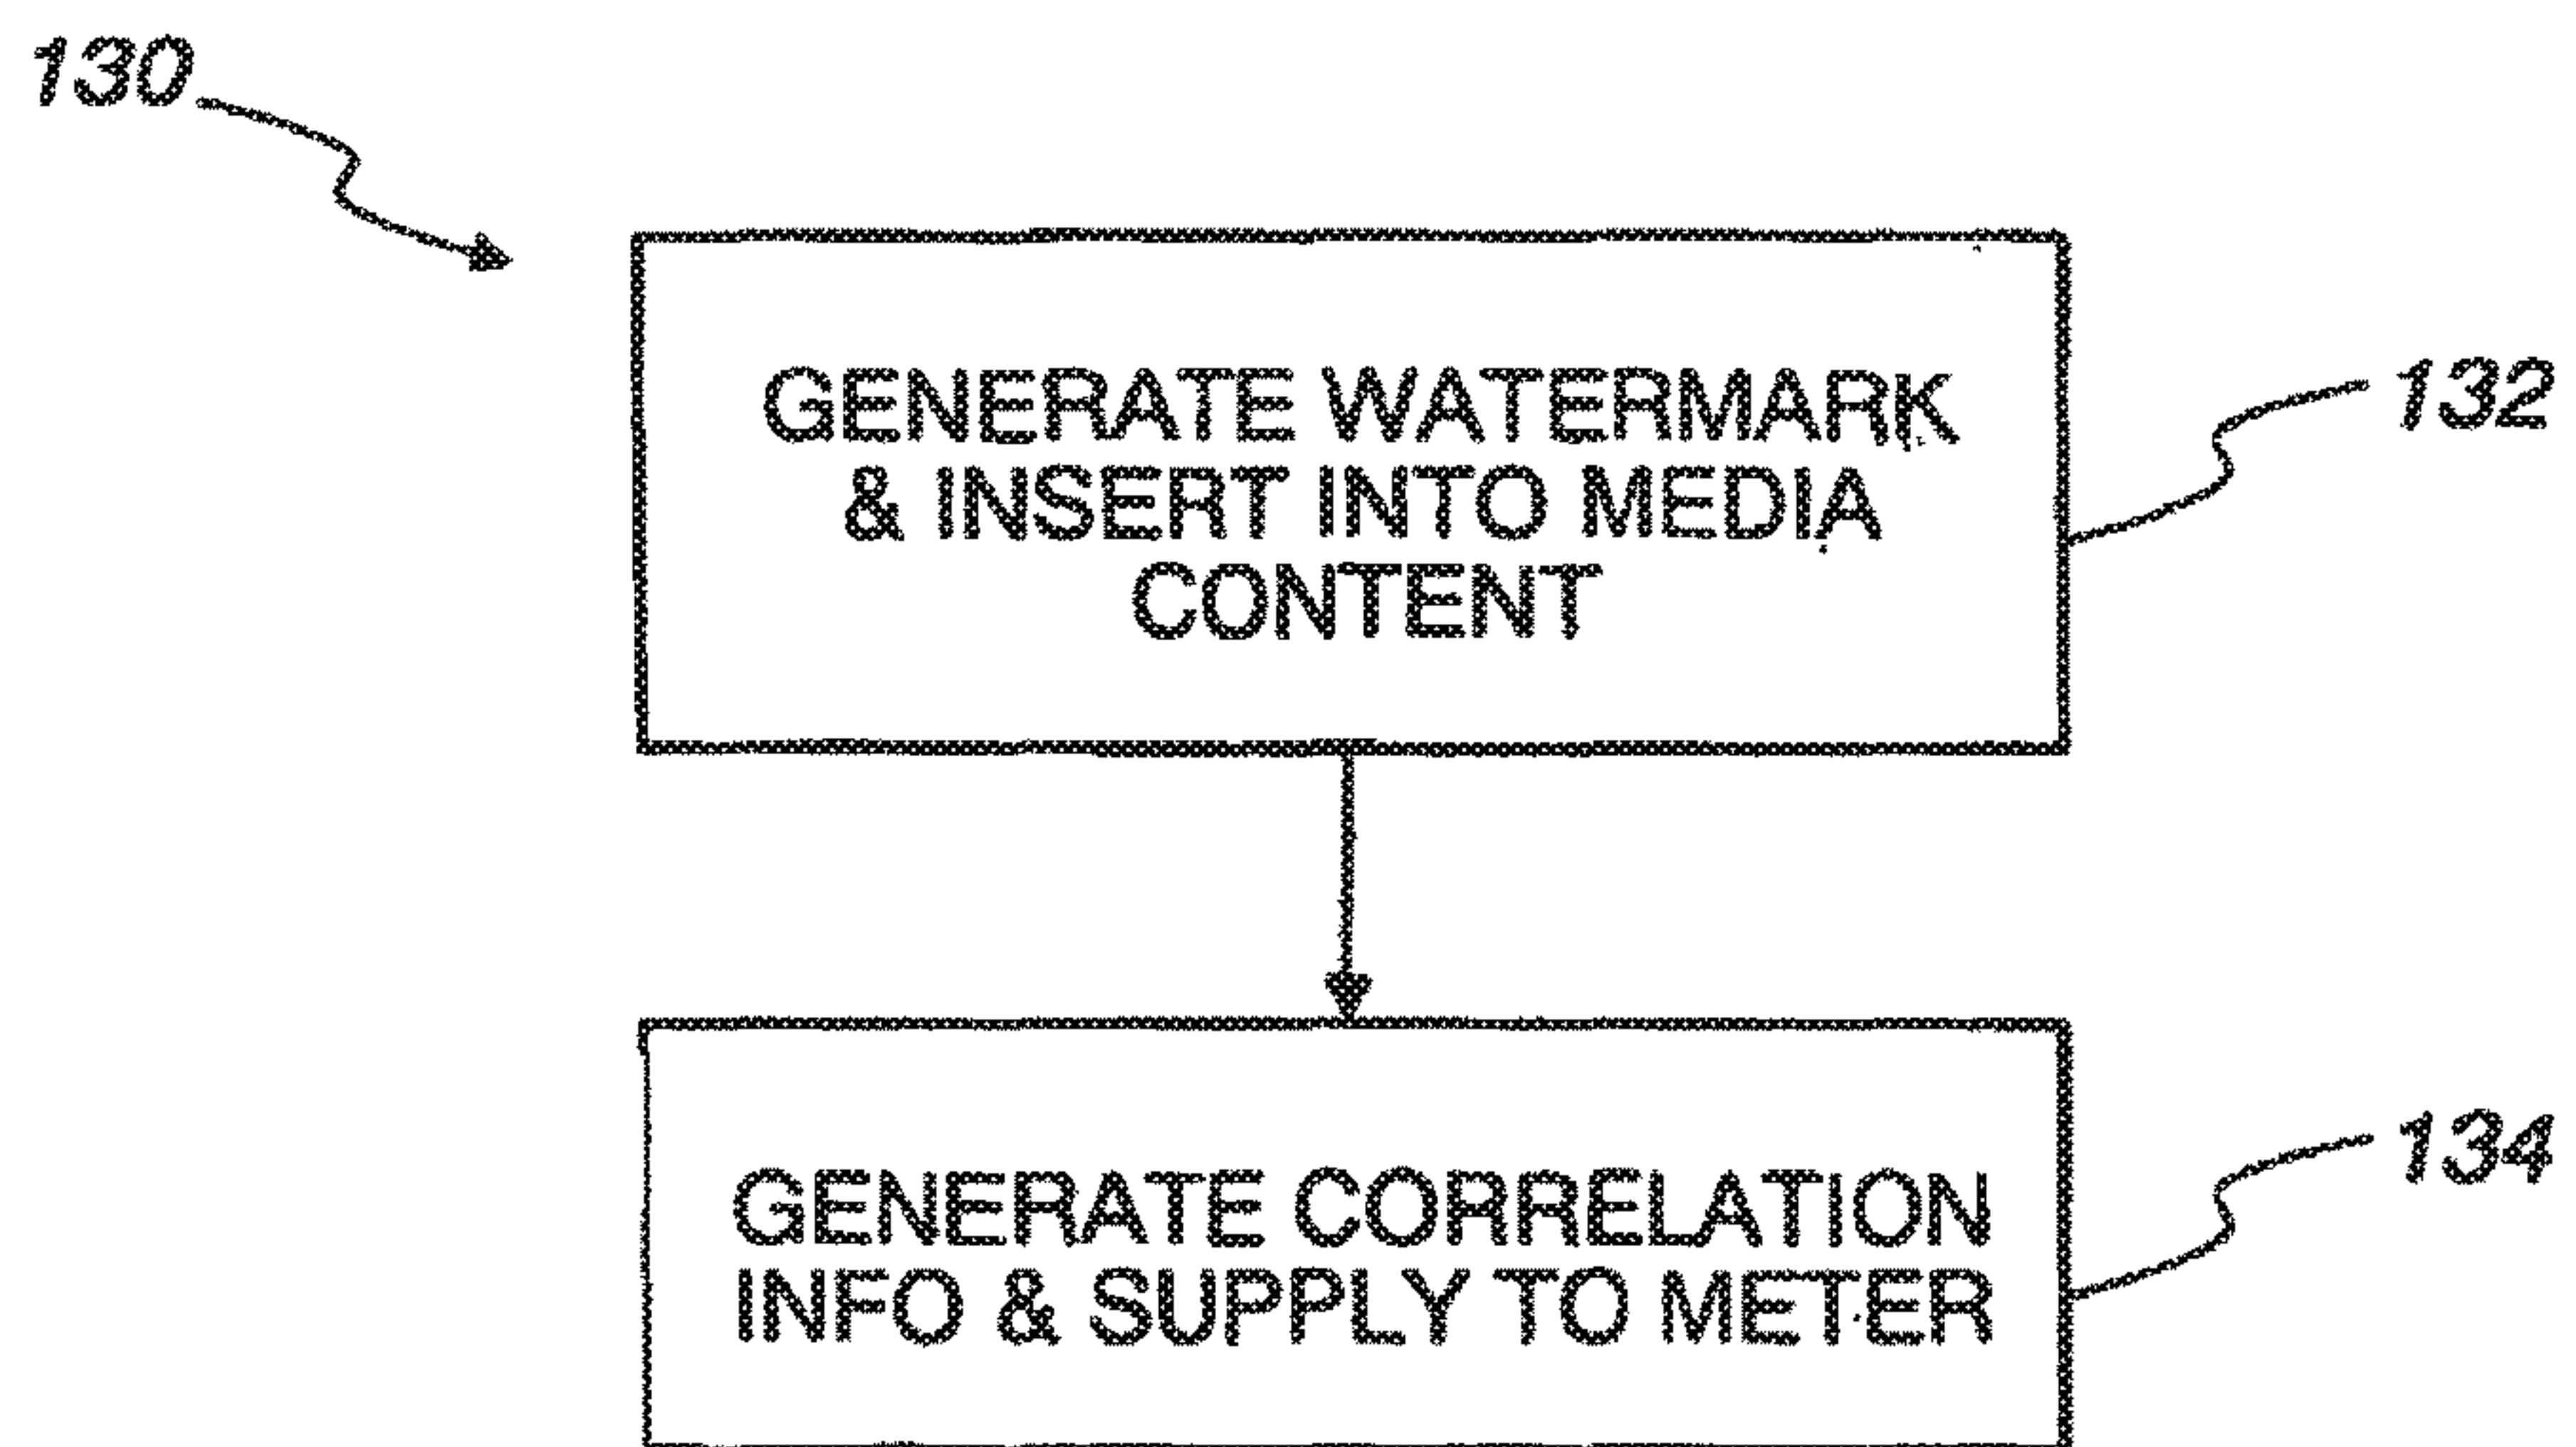 130
GENERATE WATERMARK
& INSERT INTO MEDIA
CONTENT
132
GENERATE CORRELATION
INFO & SUPPLY TO METER
134